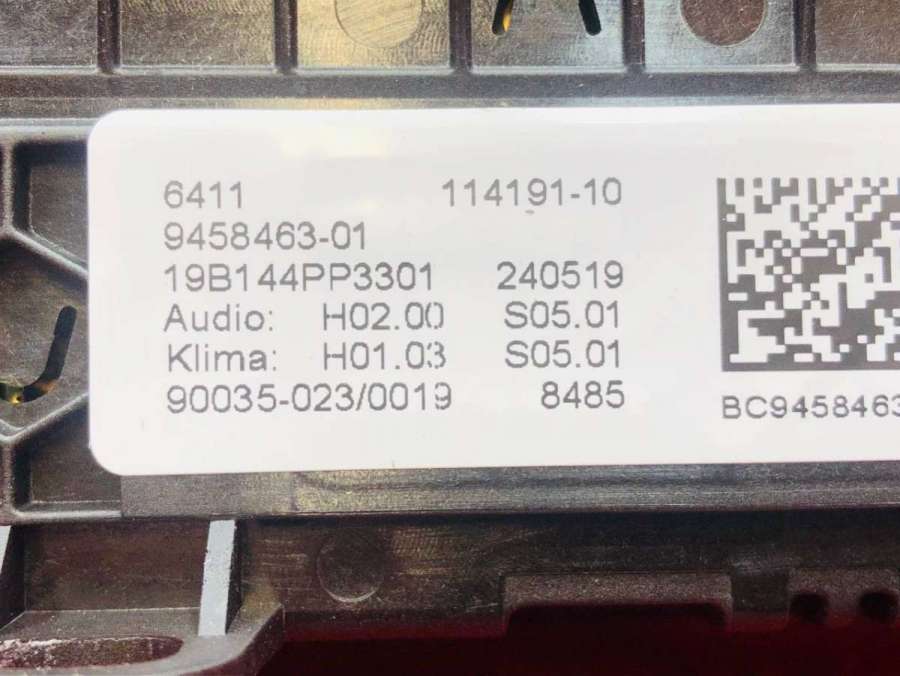 6411 114191-10
9458463-01
19B144PP3301 240519
Audio: H02.00 S05.01
Klima: H01.03 S05.01
90035-023/0019 8485
BC9458463